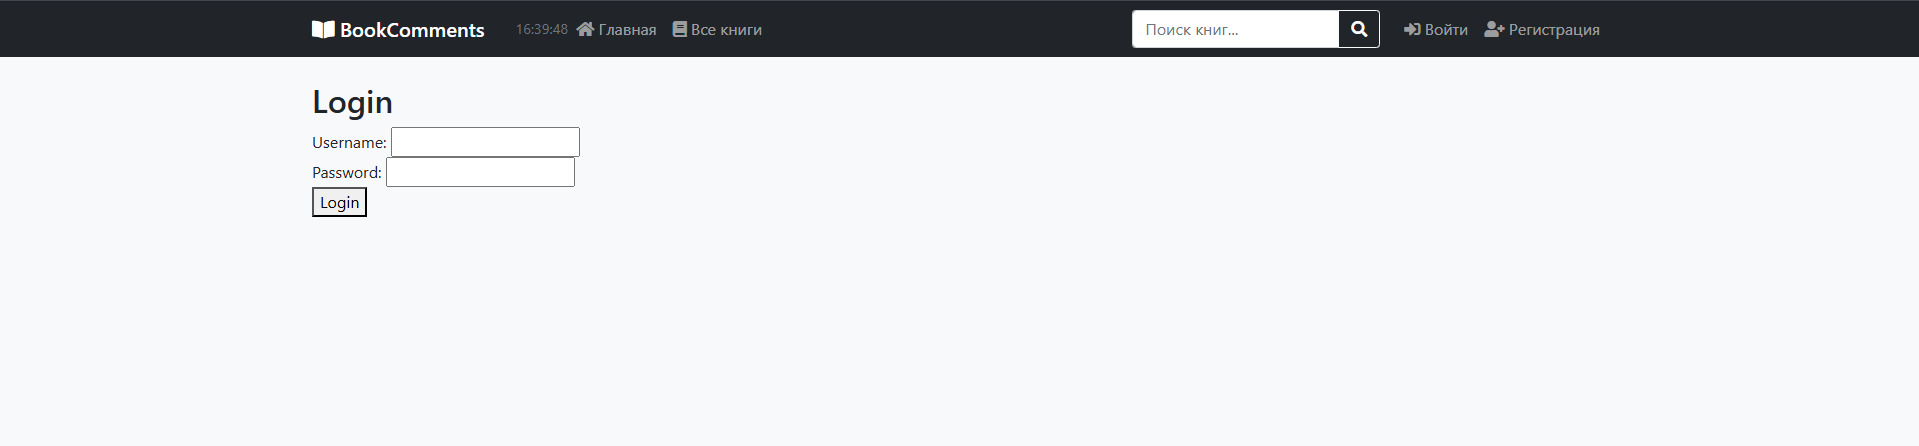 BookComments 16:39:48 Главная Все книги Поиск книг... Войти Регистрация
Login
Username:
Password:
Login